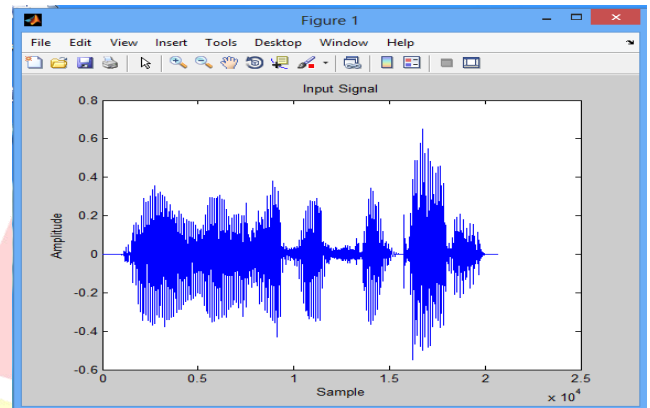 Figure 1
File Edit View Insert Tools Desktop Window Help
Input Signal
0.8
0.6
0.4
0.2
0
-0.2
-0.4
-0.6
Amplitude
0 0.5 1 1.5 2 2.5
Sample
x 10^4